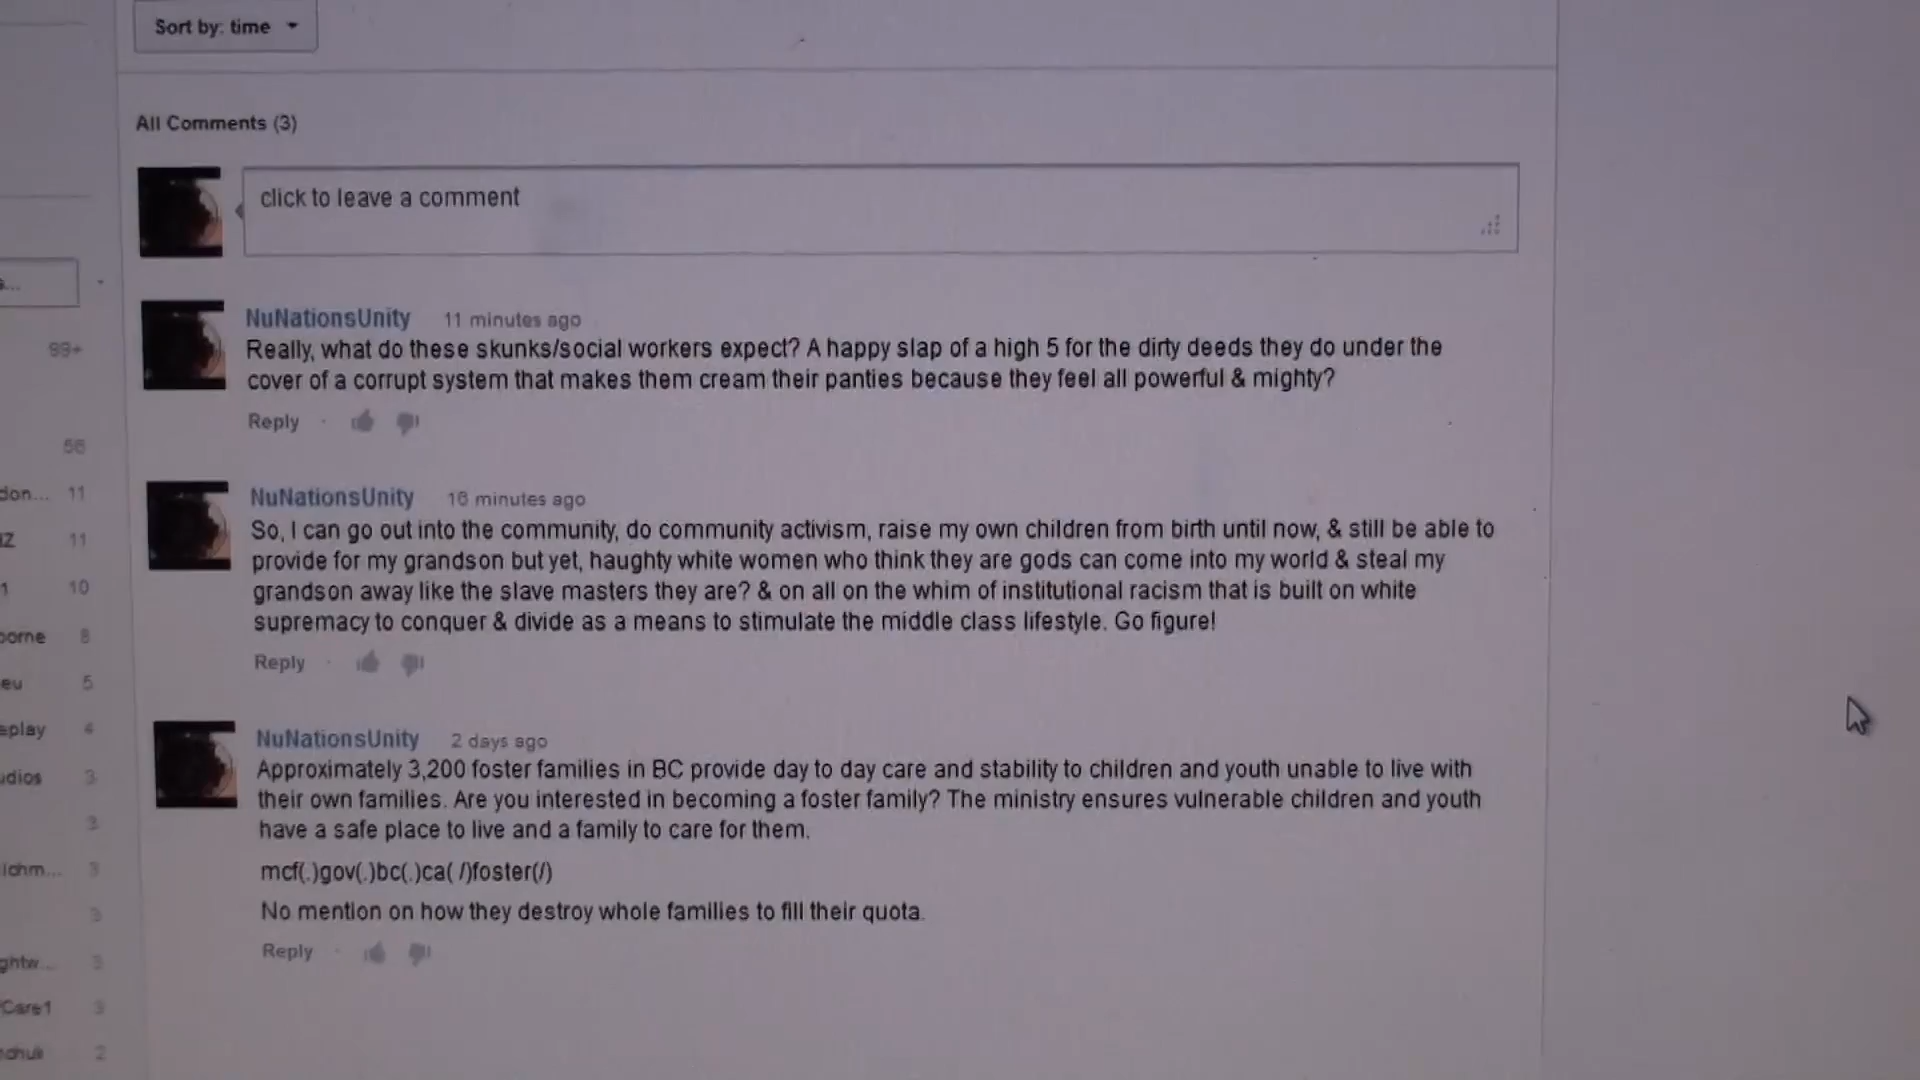 Sort by: time
All Comments (3)
click to leave a comment
s...
99+
NuNationsUnity 11 minutes ago
Really, what do these skunks/social workers expect? A happy slap of a high 5 for the dirty deeds they do under the
cover of a corrupt system that makes them cream their panties because they feel all powerful & mighty?
Reply
56
don... 11
IZ 11
1 10
NuNationsUnity 16 minutes ago
So, I can go out into the community, do community activism, raise my own children from birth until now, & still be able to
provide for my grandson but yet, haughty white women who think they are gods can come into my world & steal my
grandson away like the slave masters they are? & on all on the whim of institutional racism that is built on white
supremacy to conquer & divide as a means to stimulate the middle class lifestyle. Go figure!
Reply
borne 8
eu 5
eplay 4
udios 3
3
NuNationsUnity 2 days ago
Approximately 3,200 foster families in BC provide day to day care and stability to children and youth unable to live with
their own families. Are you interested in becoming a foster family? The ministry ensures vulnerable children and youth
have a safe place to live and a family to care for them.
mcf(.)gov(.)bc(.)ca( /)foster(/)
No mention on how they destroy whole families to fill their quota.
Reply
3
3
ghtw... 3
Care1 3
2